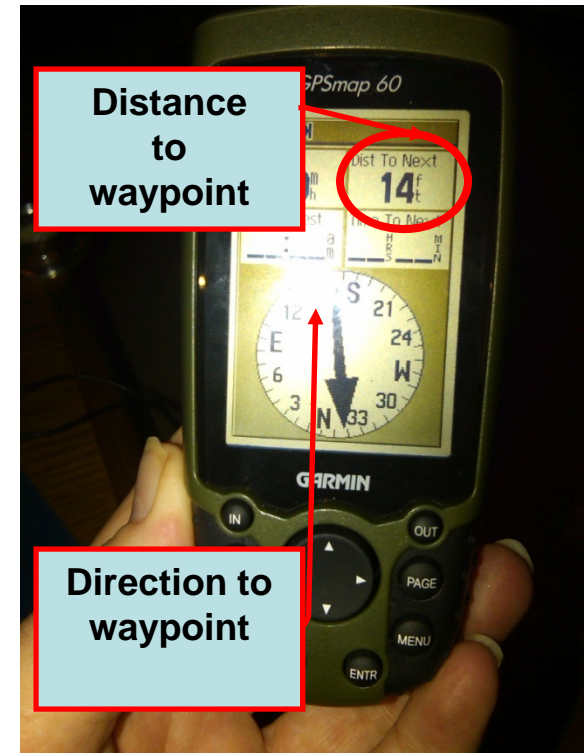 GPSmap 60
Distance
to
waypoint
Dist To Next
14 ft
S
12
21
E
24
6
W
3
30
N
33
GARMIN
IN
OUT
PAGE
Direction to
waypoint
MENU
ENTR